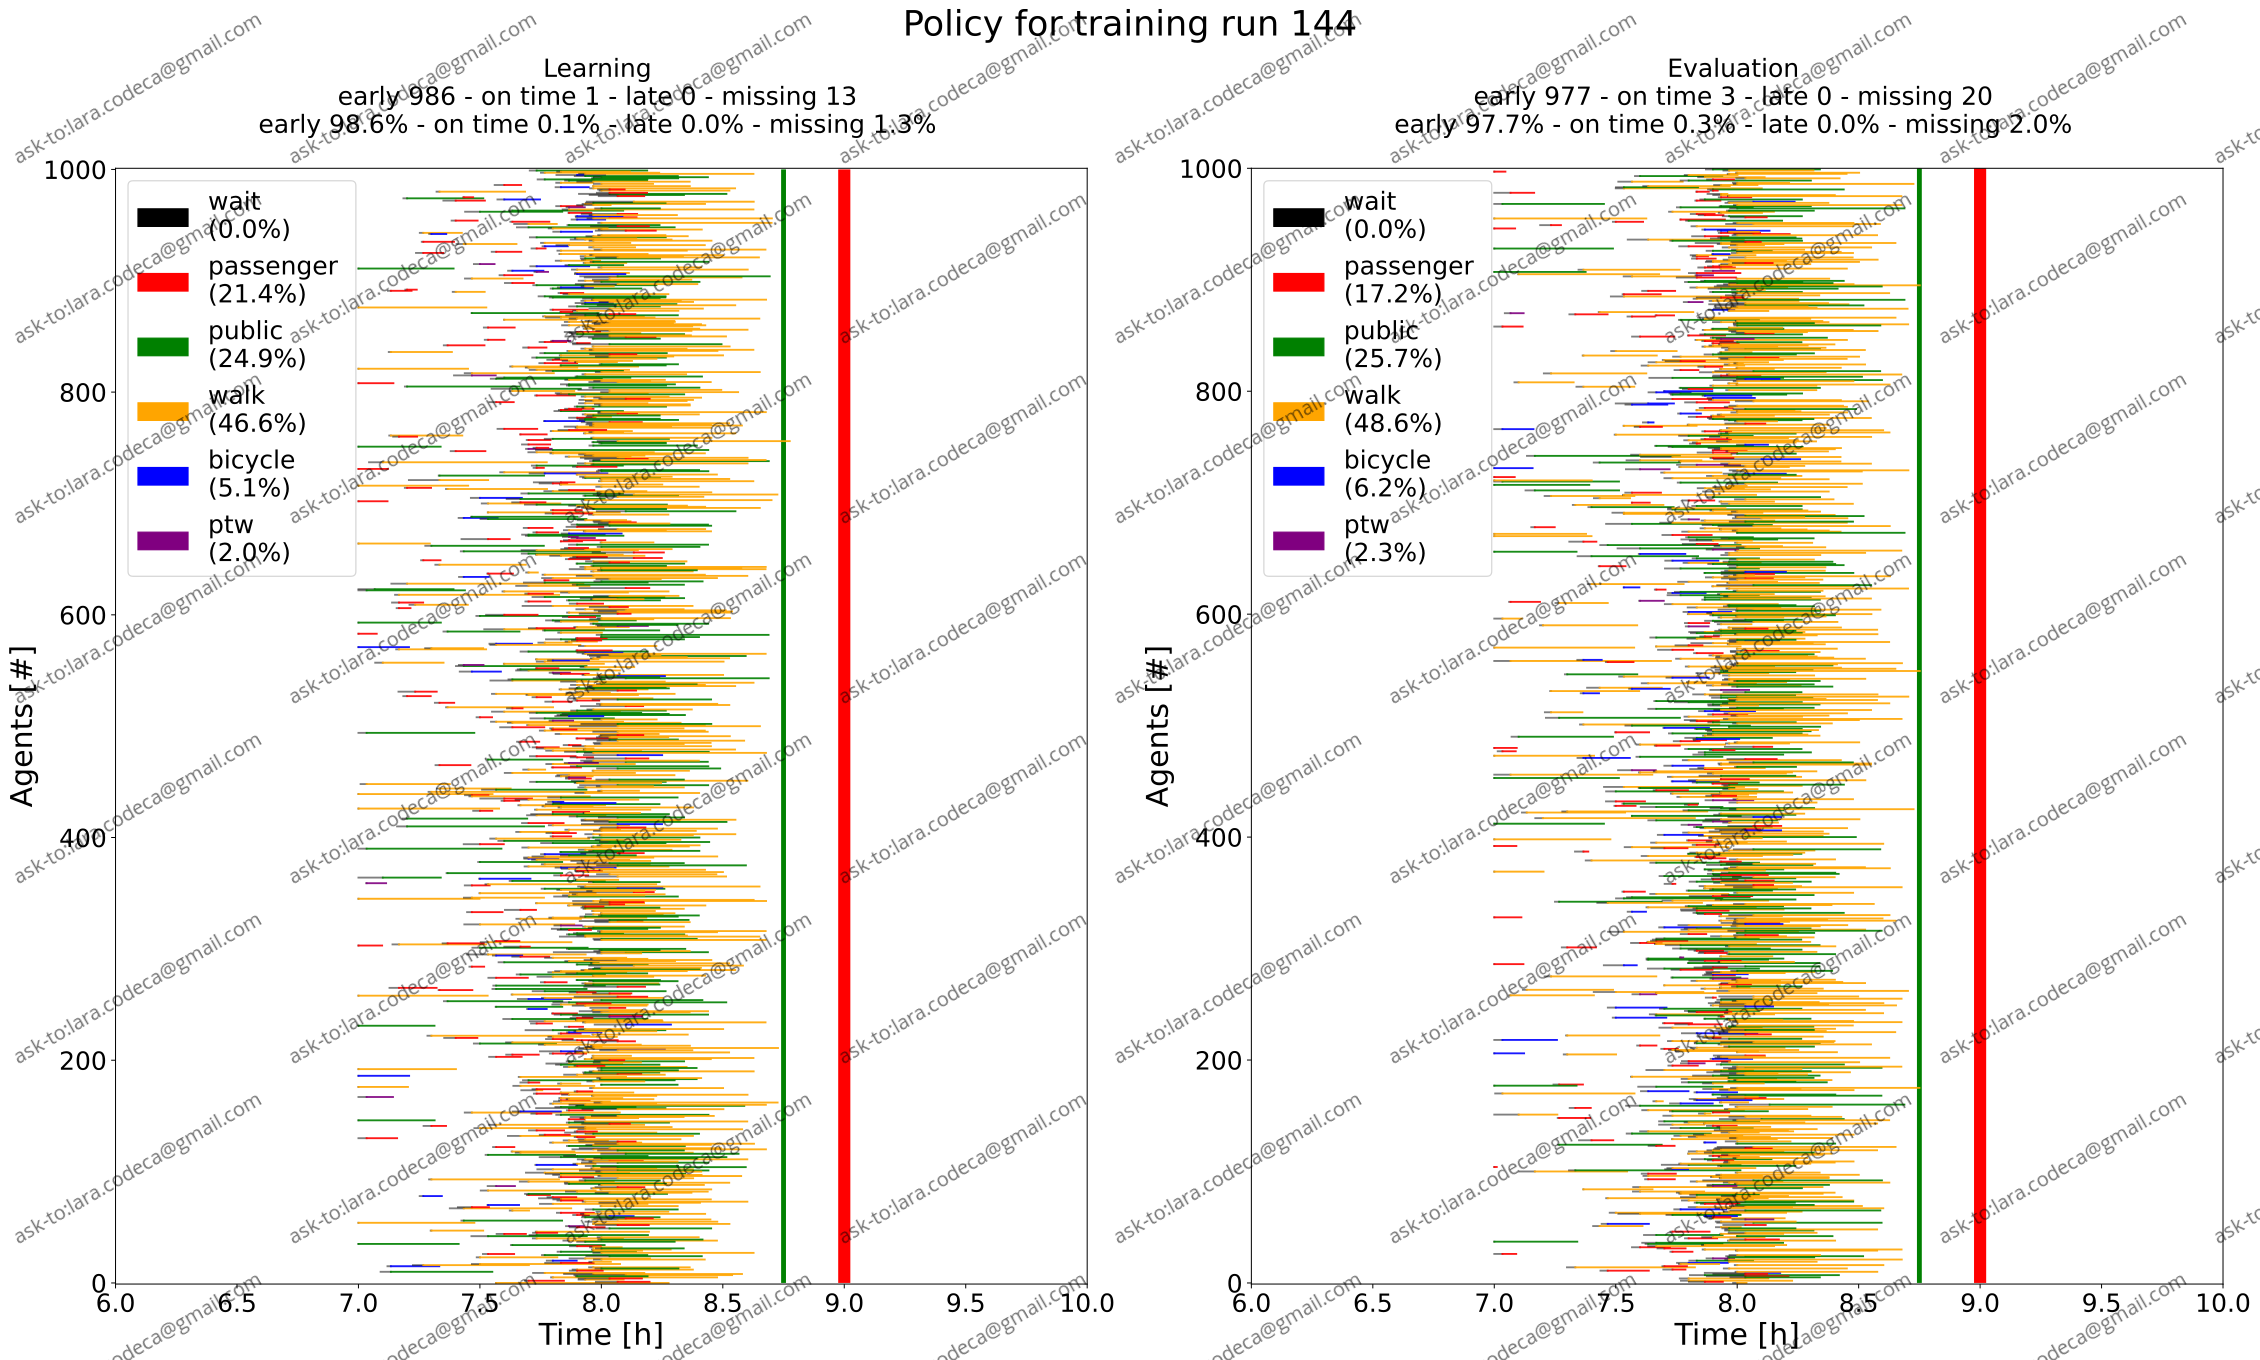 Policy for training run 144
Learning
early 986 - on time 1 - late 0 - missing 13
early 98.6% - on time 0.1% - late 0.0% - missing 1.3%
Agents [#]
1000
800
600
400
200
0
wait
(0.0%)
passenger
(21.4%)
public
(24.9%)
walk
(46.6%)
bicycle
(5.1%)
ptw
(2.0%)
6.0 6.5 7.0 7.5 8.0 8.5 9.0 9.5 10.0
Time [h]
Evaluation
early 977 - on time 3 - late 0 - missing 20
early 97.7% - on time 0.3% - late 0.0% - missing 2.0%
Agents [#]
1000
800
600
400
200
0
wait
(0.0%)
passenger
(17.2%)
public
(25.7%)
walk
(48.6%)
bicycle
(6.2%)
ptw
(2.3%)
6.0 6.5 7.0 7.5 8.0 8.5 9.0 9.5 10.0
Time [h]
ask-to:lara.codeca@gmail.com